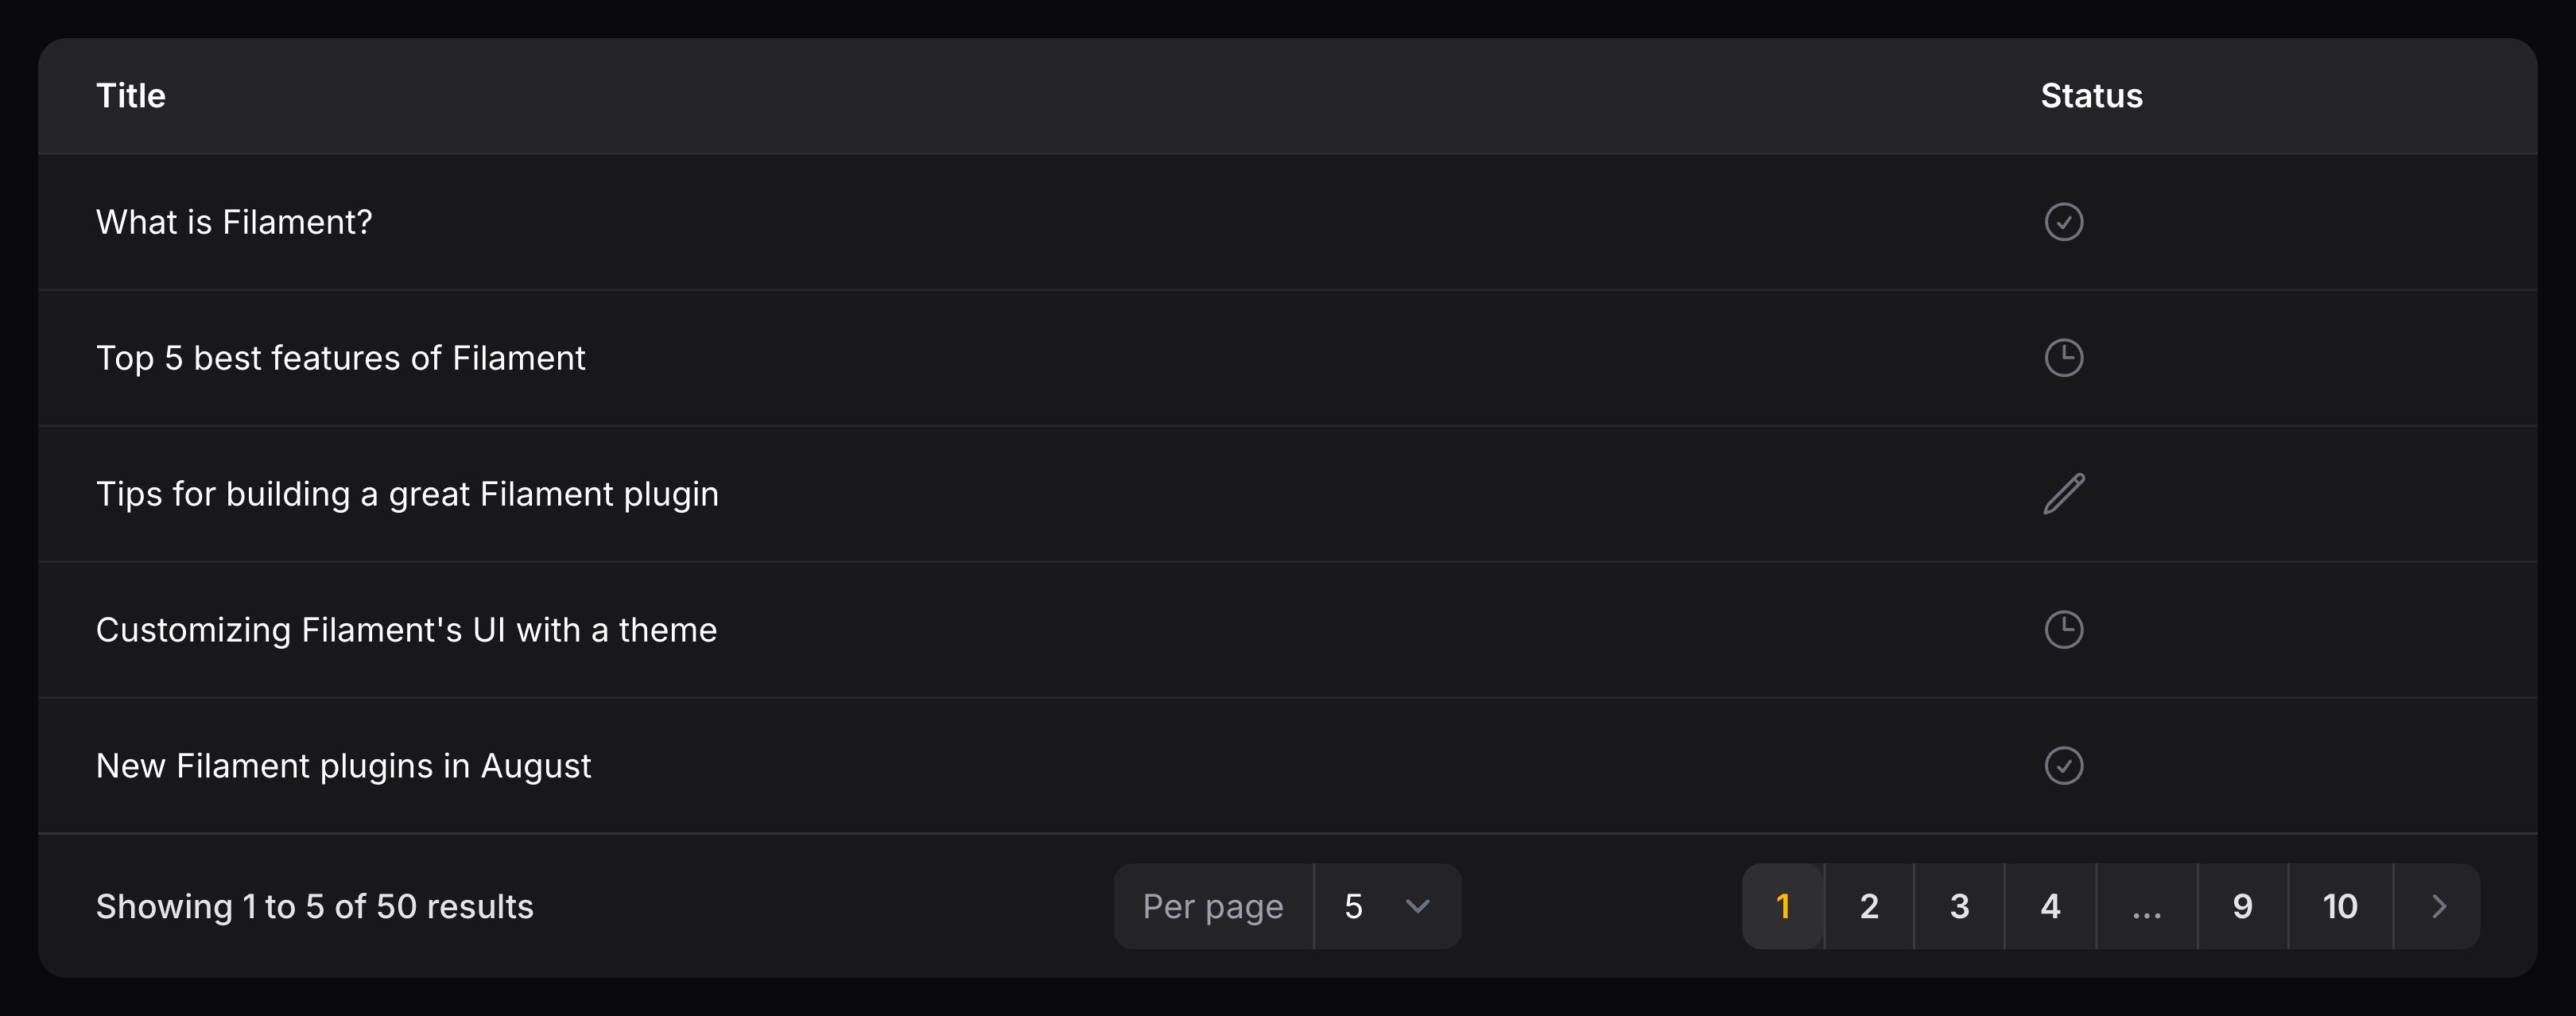 Title Status
What is Filament?
Top 5 best features of Filament
Tips for building a great Filament plugin
Customizing Filament's UI with a theme
New Filament plugins in August
Showing 1 to 5 of 50 results Per page 5 1 2 3 4 ... 9 10